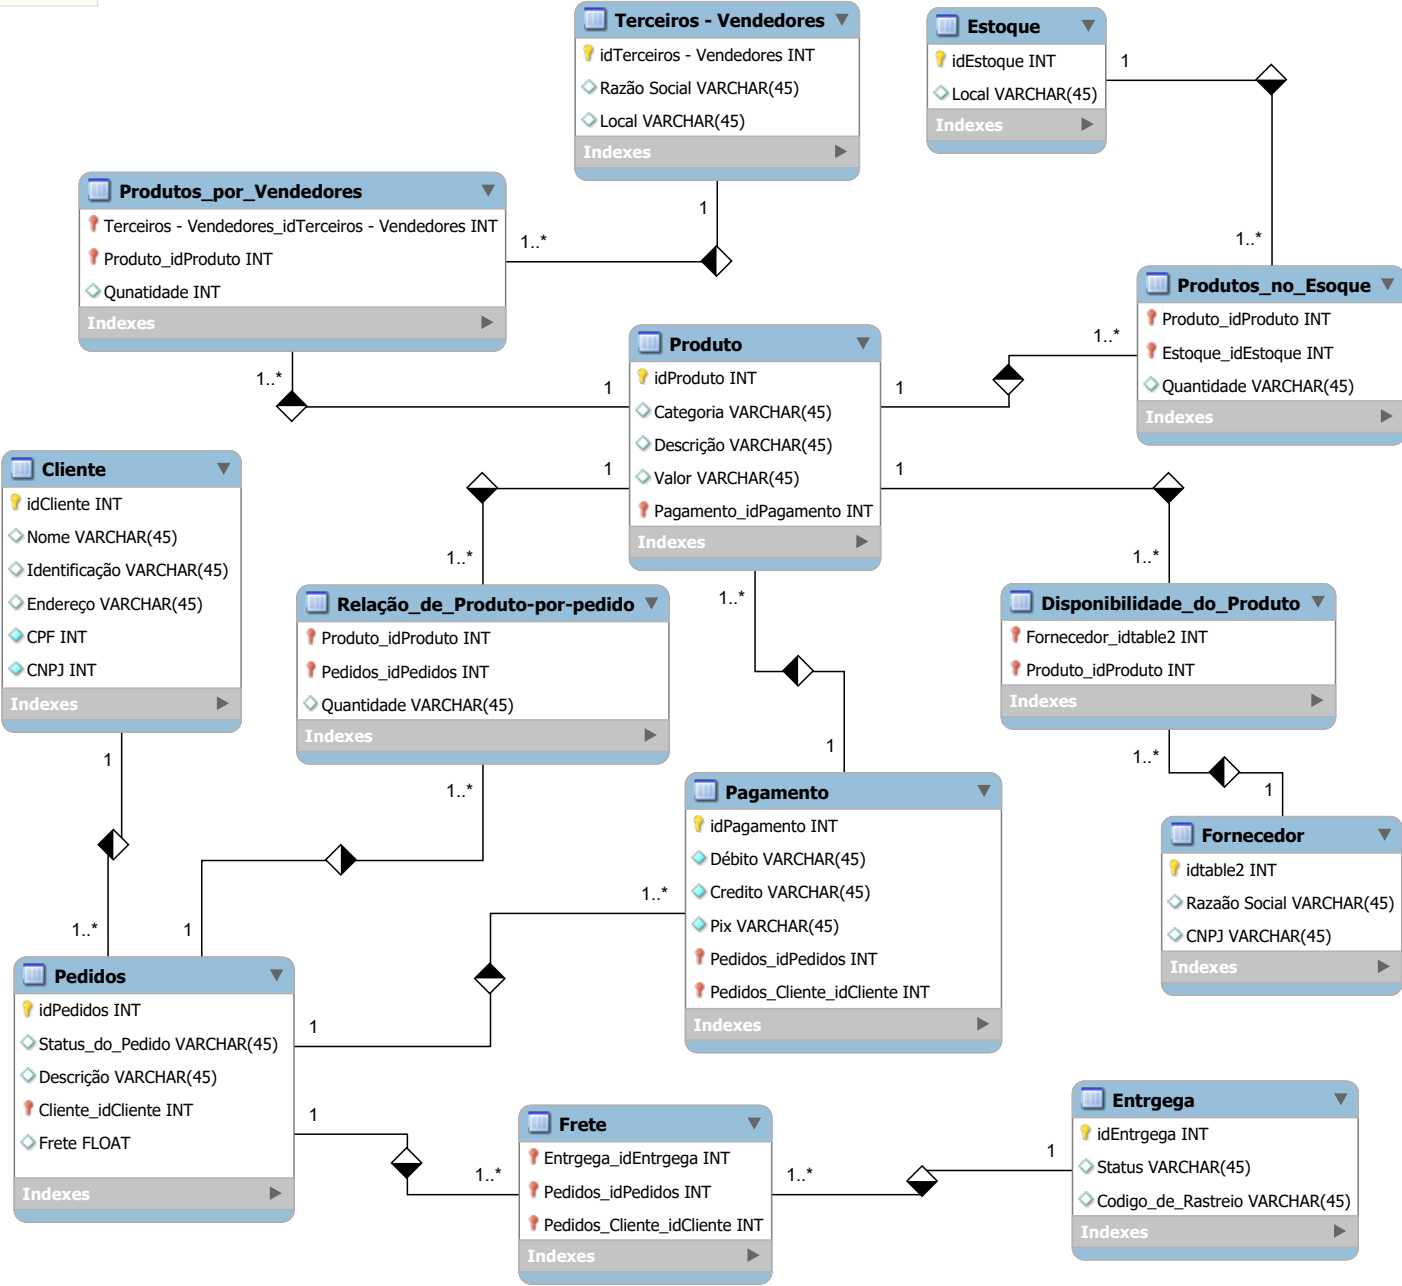 Terceiros - Vendedores
idTerceiros - Vendedores INT
Razão Social VARCHAR(45)
Local VARCHAR(45)
Indexes
1
Estoque
idEstoque INT
Local VARCHAR(45)
Indexes
1
1..*
Produtos_por_Vendedores
Terceiros - Vendedores_idTerceiros - Vendedores INT
Produto_idProduto INT
Qunatidade INT
Indexes
1..*
1..*
1
Produtos_no_Esoque
Produto_idProduto INT
Estoque_idEstoque INT
Quantidade VARCHAR(45)
Indexes
1..*
1
Produto
idProduto INT
Categoria VARCHAR(45)
Descrição VARCHAR(45)
Valor VARCHAR(45)
Pagamento_idPagamento INT
Indexes
1
1
1..*
1..*
1..*
Cliente
idCliente INT
Nome VARCHAR(45)
Identificação VARCHAR(45)
Endereço VARCHAR(45)
CPF INT
CNPJ INT
Indexes
1
1..*
Relação_de_Produto-por-pedido
Produto_idProduto INT
Pedidos_idPedidos INT
Quantidade VARCHAR(45)
Indexes
1..*
1
Disponibilidade_do_Produto
Fornecedor_idtable2 INT
Produto_idProduto INT
Indexes
1..*
1
Pagamento
idPagamento INT
Débito VARCHAR(45)
Credito VARCHAR(45)
Pix VARCHAR(45)
Pedidos_idPedidos INT
Pedidos_Cliente_idCliente INT
Indexes
1
1..*
Fornecedor
idtable2 INT
Razaão Social VARCHAR(45)
CNPJ VARCHAR(45)
Indexes
Pedidos
idPedidos INT
Status_do_Pedido VARCHAR(45)
Descrição VARCHAR(45)
Cliente_idCliente INT
Frete FLOAT
Indexes
1
1
1..*
Frete
Entrgega_idEntrgega INT
Pedidos_idPedidos INT
Pedidos_Cliente_idCliente INT
Indexes
1..*
1
Entrgega
idEntrgega INT
Status VARCHAR(45)
Codigo_de_Rastreio VARCHAR(45)
Indexes